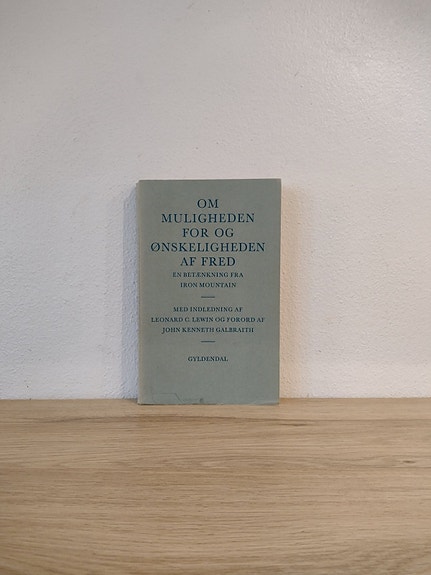 OM
MULIGHEDEN
FOR OG
ØNSKELIGHEDEN
AF FRED
EN BETÆNKNING FRA
IRON MOUNTAIN
MED INDLEDNING AF
LEONARD C. LEWIN OG FORORD AF
JOHN KENNETH GALBRAITH
GYLDENDAL